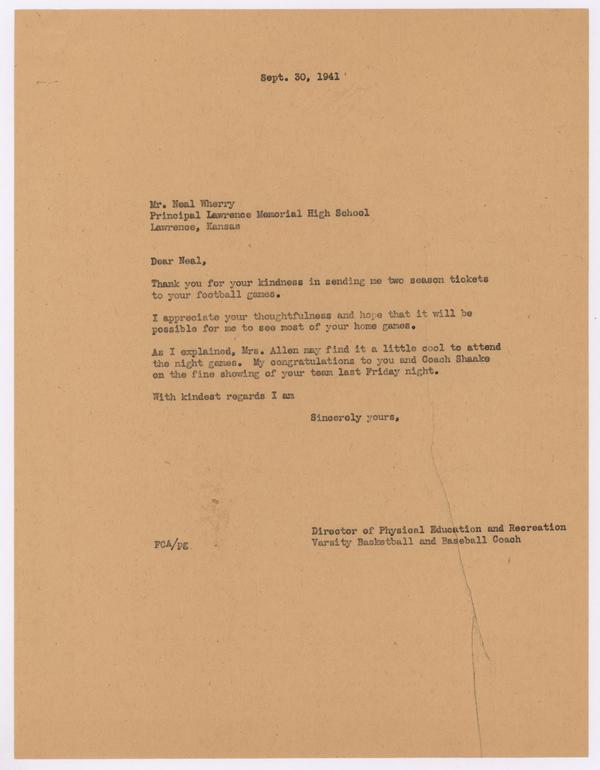 Sept. 30, 1941
Mr. Neal Wherry
Principal Lawrence Memorial High School
Lawrence, Kansas
Dear Neal,
Thank you for your kindness in sending me two season tickets
to your football games.
I appreciate your thoughtfulness and hope that it will be
possible for me to see most of your home games.
As I explained, Mrs. Allen may find it a little cool to attend
the night games. My congratulations to you and Coach Shaake
on the fine showing of your team last Friday night.
With kindest regards I am
Sincerely yours,
Director of Physical Education and Recreation
FCA/pg Varsity Basketball and Baseball Coach